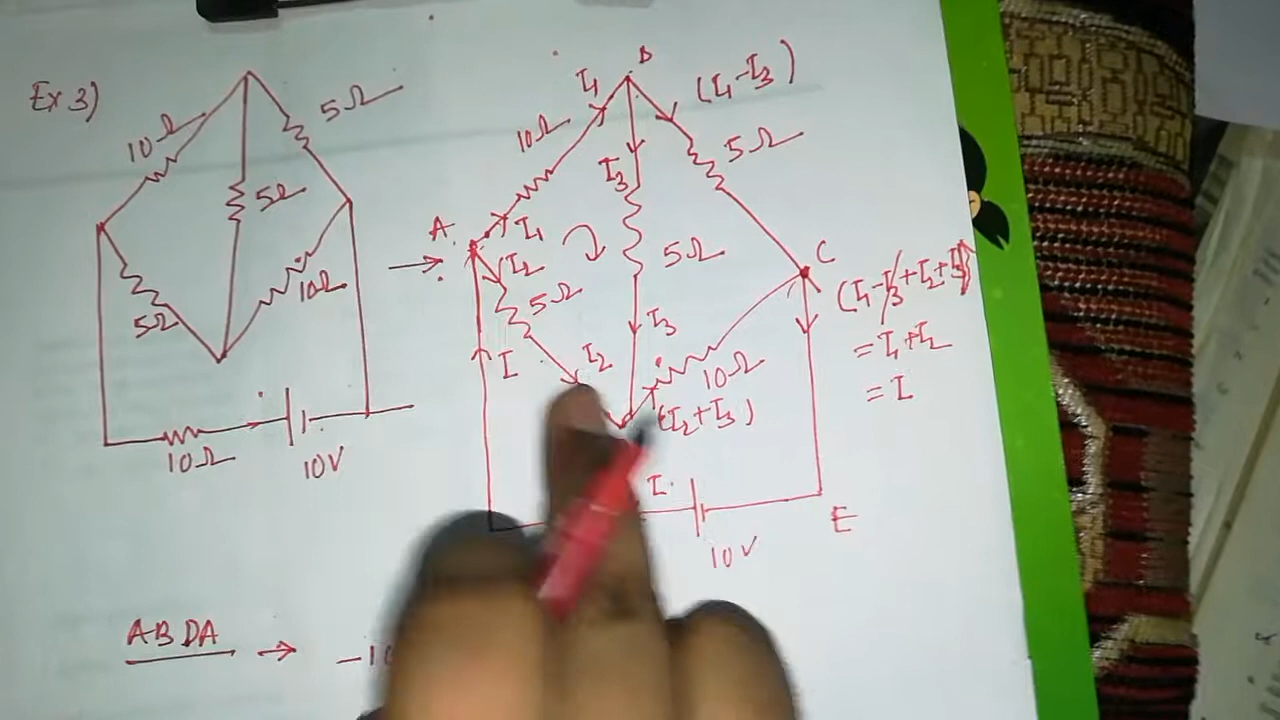 Ex 3)
10Ω
5Ω
5Ω
5Ω
10Ω
10Ω
10V
B
I1
(I1-I3)
10Ω
I3
5Ω
A
I1
I2
5Ω
5Ω
C
(I1-I3+I2+I3)
= I1+I2
= I
I
I2
I3
10Ω
(I2+I3)
I
10V
E
ABDA → -1